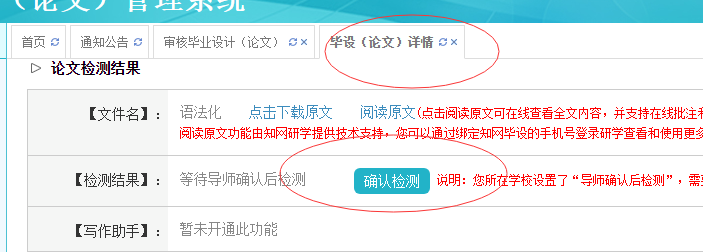 （论文）管理系统
首页 通知公告 审核毕业设计（论文） 毕设（论文）详情
论文检测结果
【文件名】： 语法化 点击下载原文 阅读原文(点击阅读原文可在线查看全文内容，并支持在线批注和
阅读原文功能由知网研学提供技术支持，您可以通过绑定知网毕设的手机号登录研学查看和使用更多
【检测结果】： 等待导师确认后检测 确认检测 说明：您所在学校设置了“导师确认后检测”，需要
【写作助手】： 暂未开通此功能